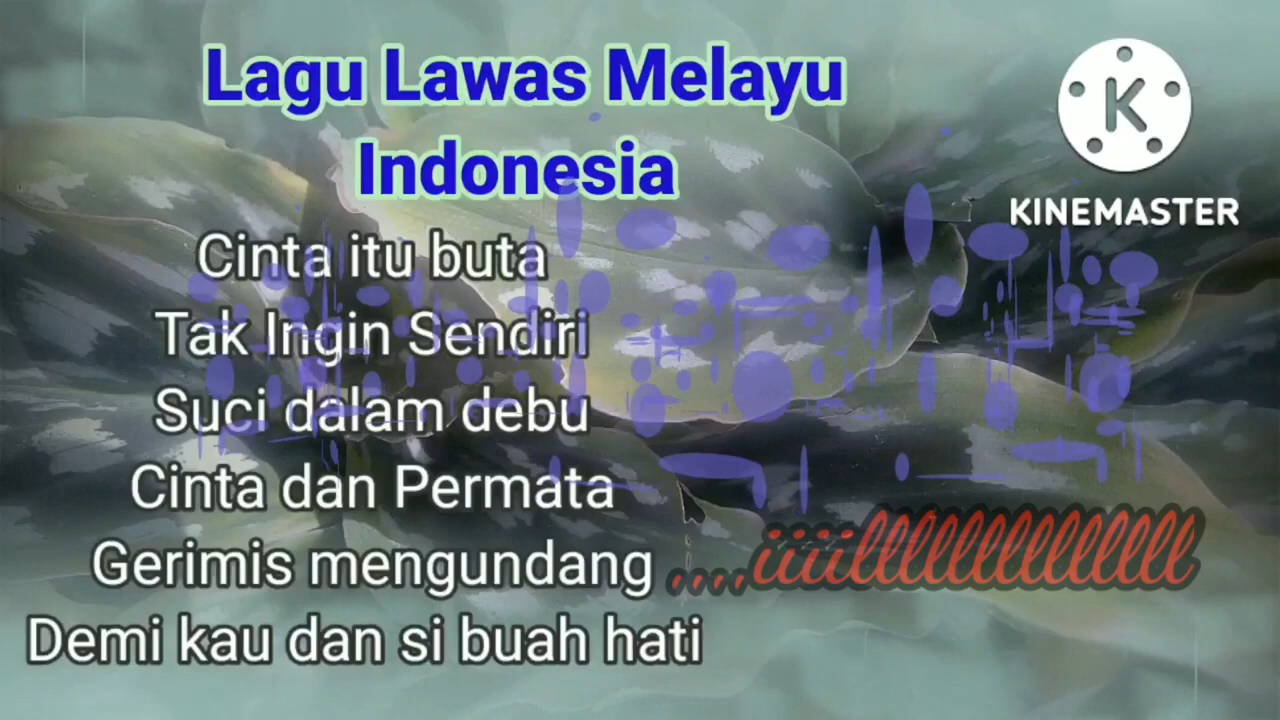 Lagu Lawas Melayu
Indonesia
KINEMASTER
Cinta itu buta
Tak Ingin Sendiri
Suci dalam debu
Cinta dan Permata
Gerimis mengundang
Demi kau dan si buah hati